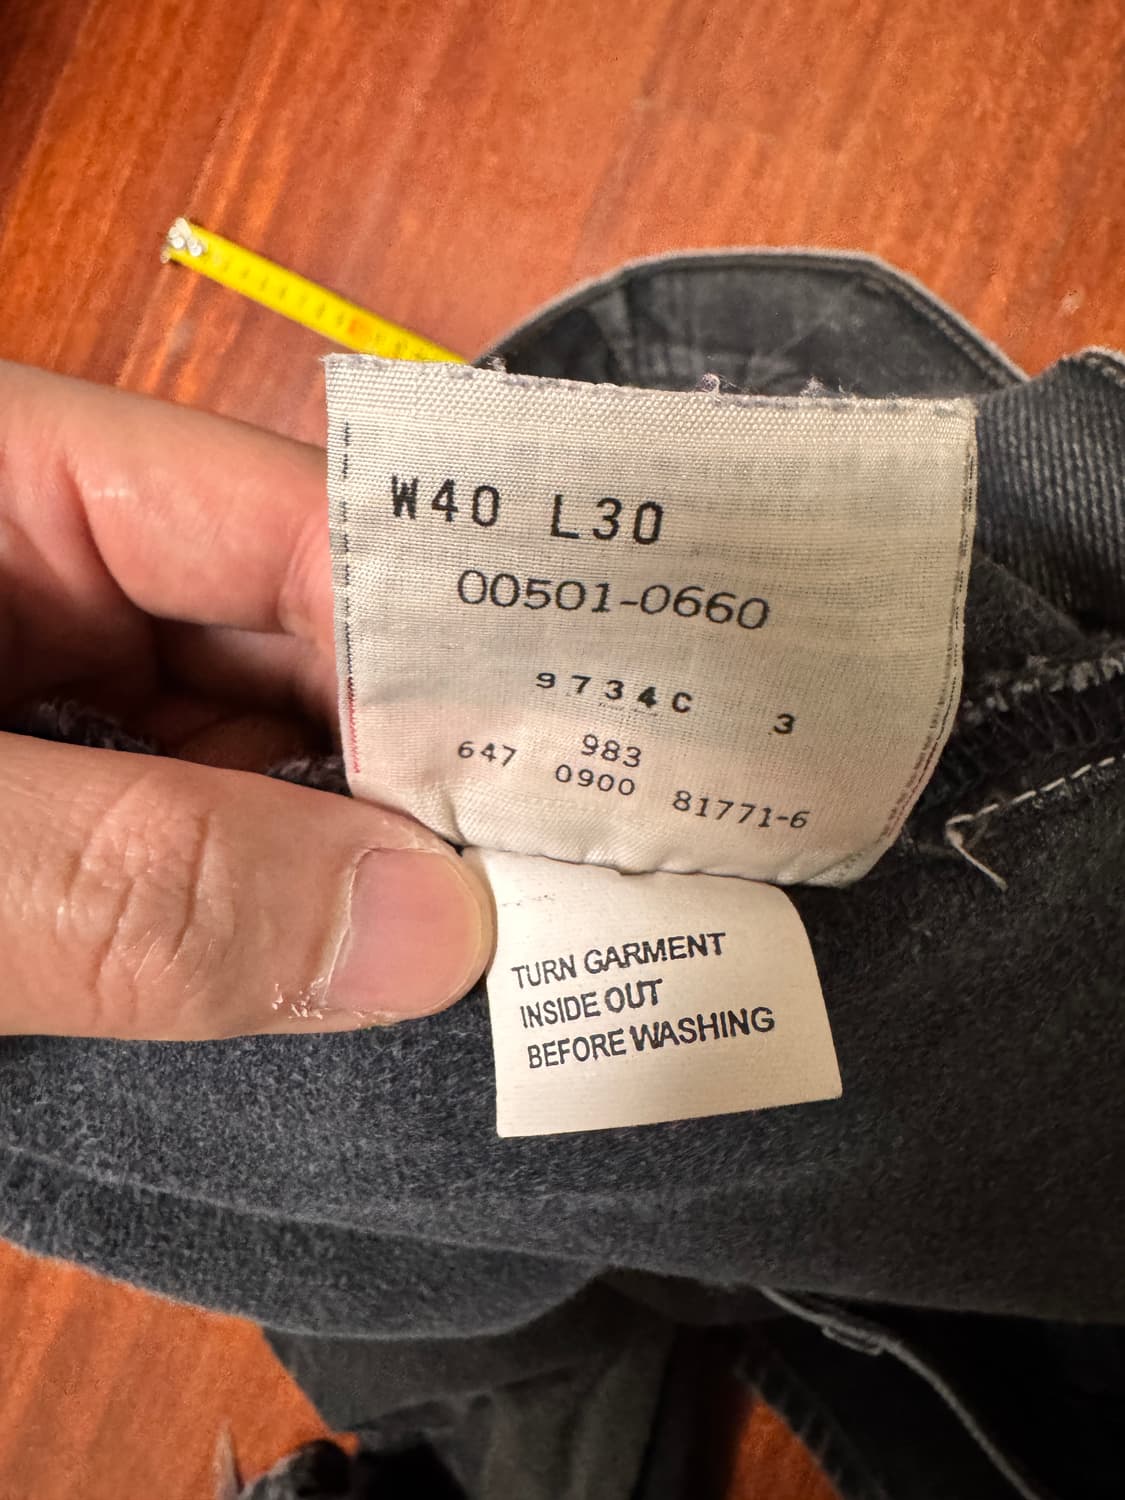 W40 L30
00501-0660
9734C 3
983
647 0900 81771-6
TURN GARMENT
INSIDE OUT
BEFORE WASHING